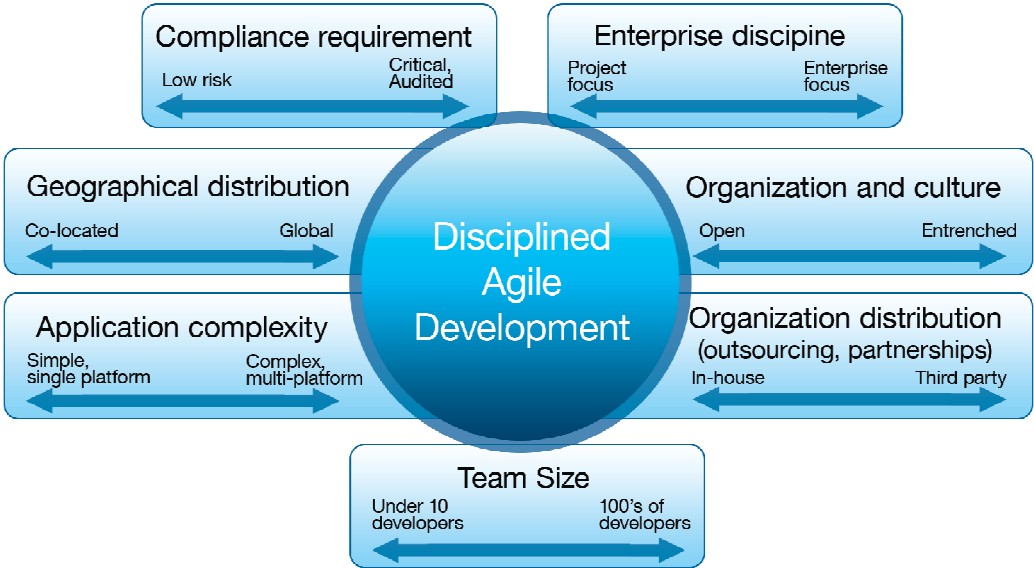 Compliance requirement
Low risk
Critical,
Audited
Enterprise discipine
Project
focus
Enterprise
focus
Geographical distribution
Co-located
Global
Disciplined
Agile
Development
Organization and culture
Open
Entrenched
Application complexity
Simple,
single platform
Complex,
multi-platform
Organization distribution
(outsourcing, partnerships)
In-house
Third party
Team Size
Under 10
developers
100's of
developers